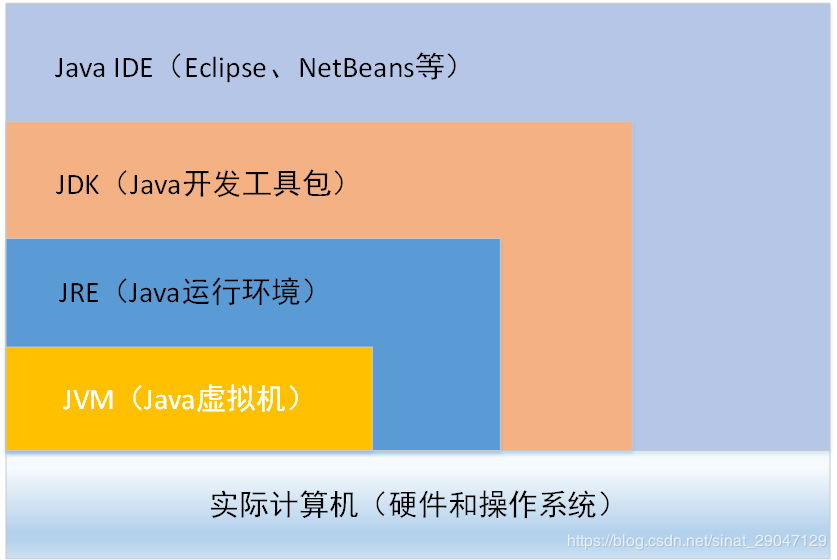 Java IDE（Eclipse、NetBeans等）
JDK（Java开发工具包）
JRE（Java运行环境）
JVM（Java虚拟机）
实际计算机（硬件和操作系统）
https://blog.csdn.net/sinat_29047129